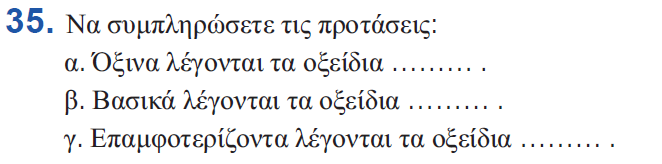 35. Να συμπληρώσετε τις προτάσεις:
α. Όξινα λέγονται τα οξείδια ……… .
β. Βασικά λέγονται τα οξείδια ……… .
γ. Επαμφοτερίζοντα λέγονται τα οξείδια ……… .